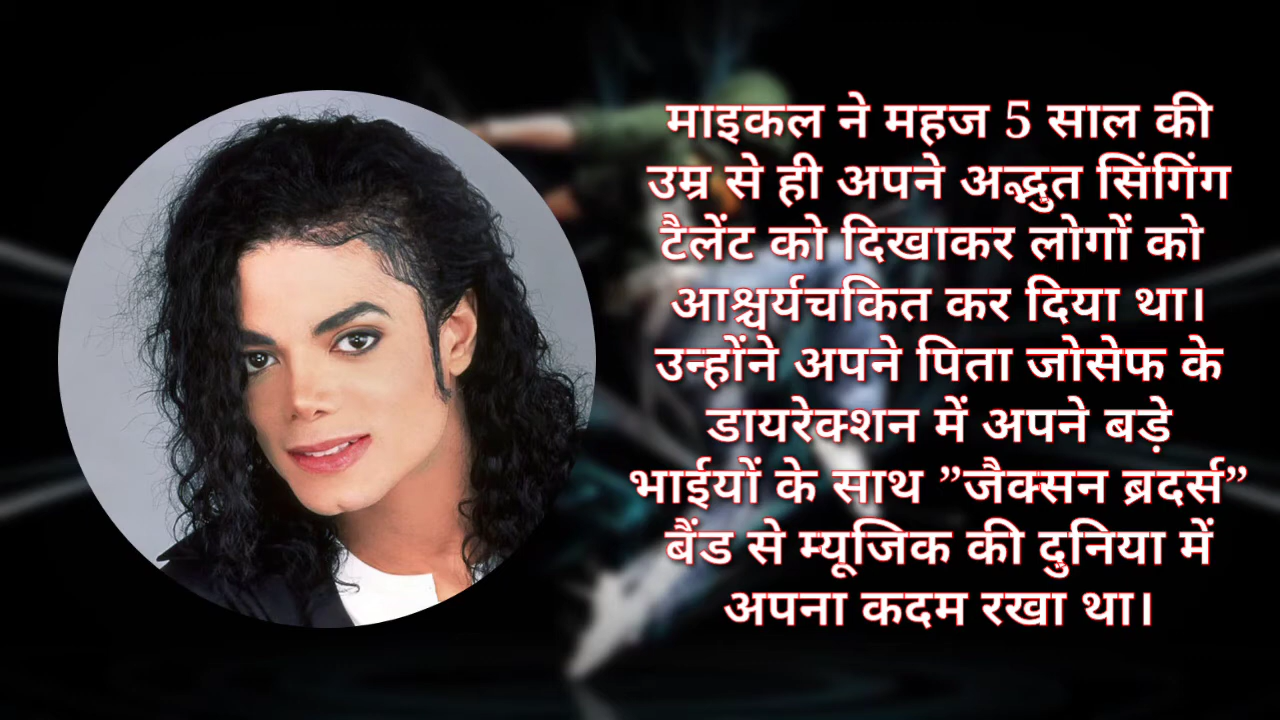 माइकल ने महज 5 साल की
उम्र से ही अपने अद्भुत सिंगिंग
टैलेंट को दिखाकर लोगों को
आश्चर्यचकित कर दिया था।
उन्होंने अपने पिता जोसेफ के
डायरेक्शन में अपने बड़े
भाईयों के साथ ”जैक्सन ब्रदर्स”
बैंड से म्यूजिक की दुनिया में
अपना कदम रखा था।